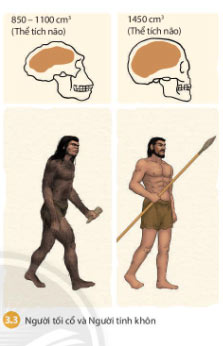 850 – 1100 cm³
(Thể tích não)
1450 cm³
(Thể tích não)
3.3 Người tối cổ và Người tinh khôn